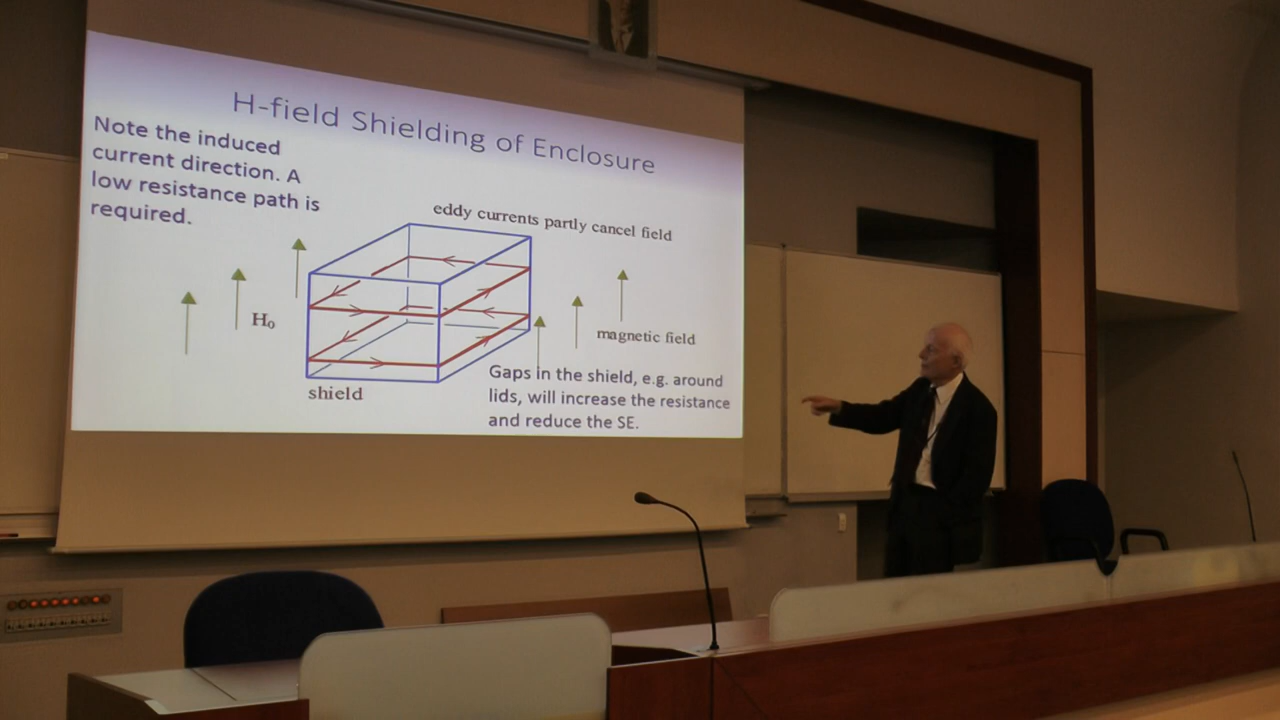 H-field Shielding of Enclosure
Note the induced
current direction. A
low resistance path is
required.
eddy currents partly cancel field
H₀
magnetic field
shield
Gaps in the shield, e.g. around
lids, will increase the resistance
and reduce the SE.